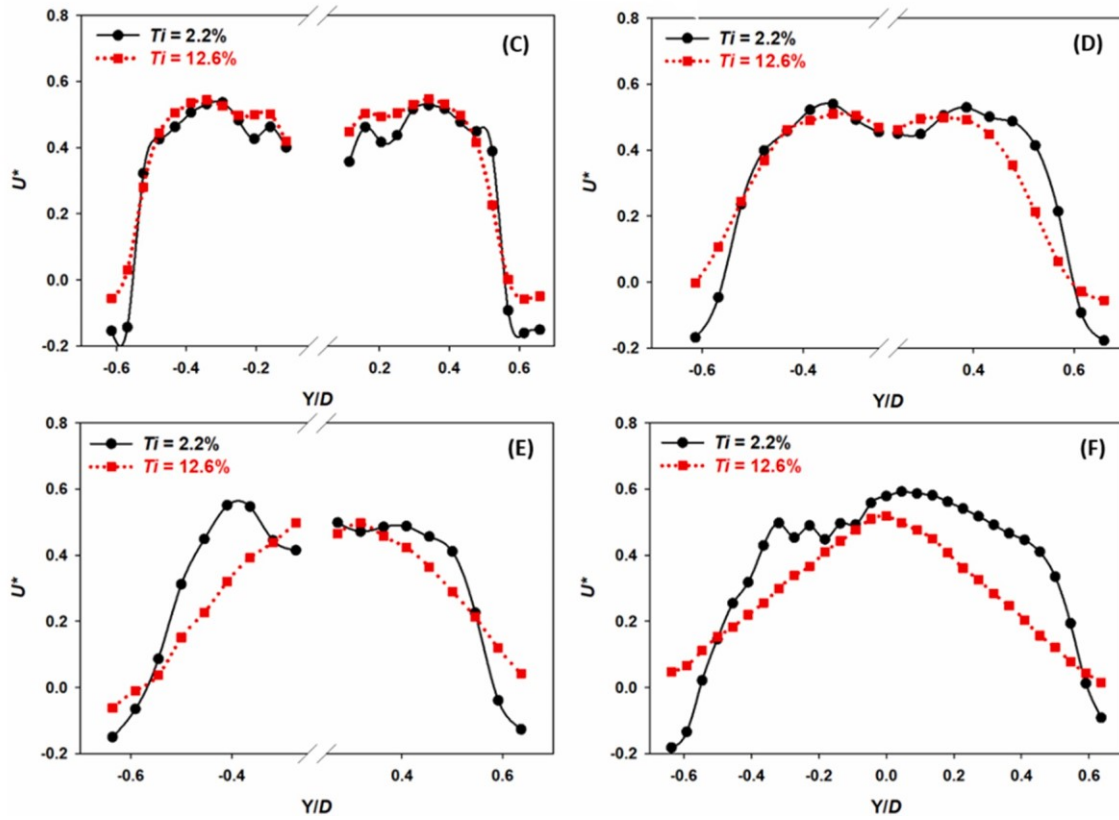 0.8
Ti = 2.2%
Ti = 12.6%
(C)
0.6
0.4
0.2
0.0
-0.2
U*
-0.6 -0.4 -0.2 0.2 0.4 0.6
Y/D
0.8
Ti = 2.2%
Ti = 12.6%
(D)
0.6
0.4
0.2
0.0
-0.2
U*
-0.6 -0.4 0.4 0.6
Y/D
0.8
Ti = 2.2%
Ti = 12.6%
(E)
0.6
0.4
0.2
0.0
-0.2
U*
-0.6 -0.4 0.4 0.6
Y/D
0.8
Ti = 2.2%
Ti = 12.6%
(F)
0.6
0.4
0.2
0.0
-0.2
U*
-0.6 -0.4 -0.2 0.0 0.2 0.4 0.6
Y/D